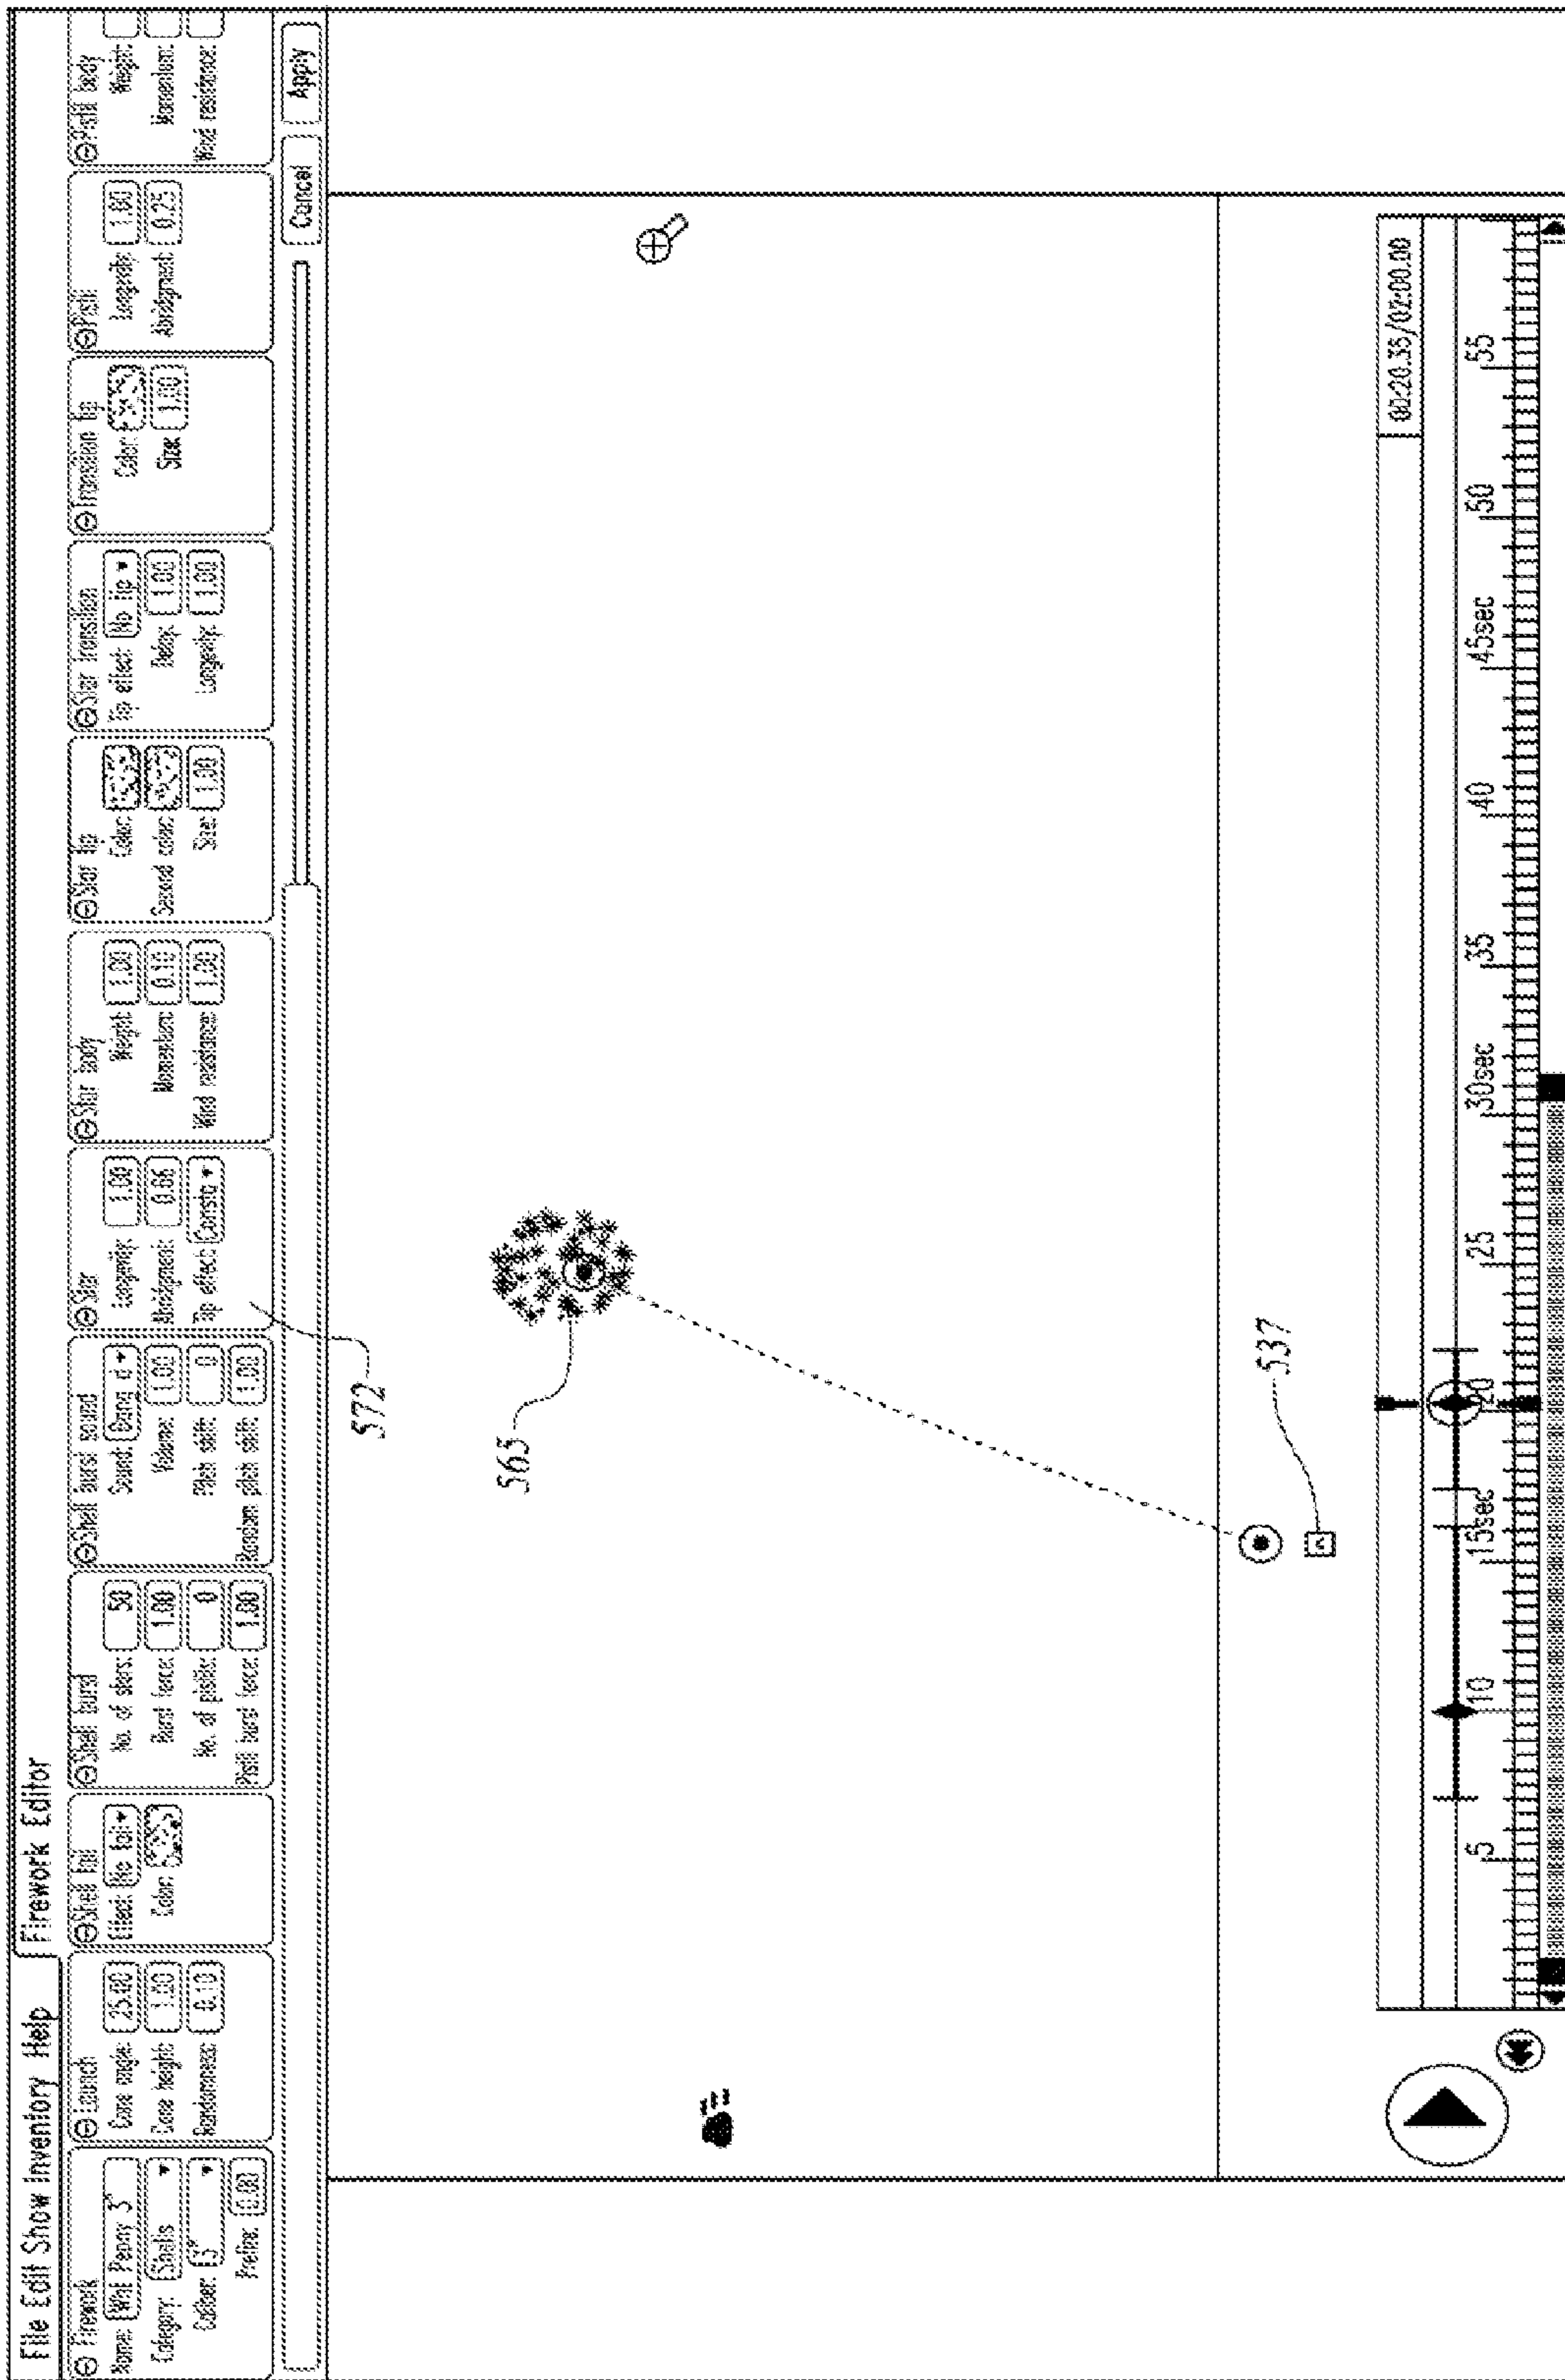 File Edit Show Inventory Help
Firework Editor
Firework
Name: Wht Peony 3"
Category: Shells
Caliber: 3"
Prefire: 0.00
Launch
Cone angle: 25.00
Cone height: 1.00
Randomness: 0.10
Shell tail
Effect: No tai
Color:
Shell burst
No. of stars: 50
Burst force: 1.00
No. of pistils: 0
Pistil burst force: 1.00
Shell burst sound
Sound:
Volume: 1.00
Pitch shift: 0
Random pitch shift: 1.00
Star
Longevity: 1.00
Abridgment: 0.66
Tip effect: Consta
Star body
Weight: 1.00
Momentum: 0.10
Wind resistance: 1.00
Star tip
Color:
Second color:
Size: 1.00
Star transition
Tip effect: No tip
Delay: 1.00
Longevity: 1.00
Transition tip
Color:
Size: 1.00
Pistil
Longevity: 1.00
Abridgment: 0.25
Pistil body
Weight:
Momentum:
Wind resistance:
Cancel Apply
572
565
537
00:20.35/02:00.00
5 10 15sec 20 25 30sec 35 40 45sec 50 55